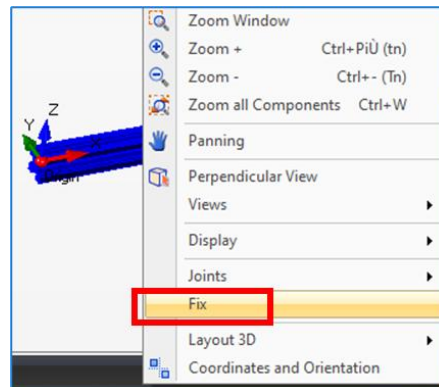 Zoom Window
Zoom + Ctrl+PiÙ (tn)
Zoom - Ctrl+- (Tn)
Zoom all Components Ctrl+W
Panning
Perpendicular View
Views
Display
Joints
Fix
Layout 3D
Coordinates and Orientation
Z
Y
X
Origin